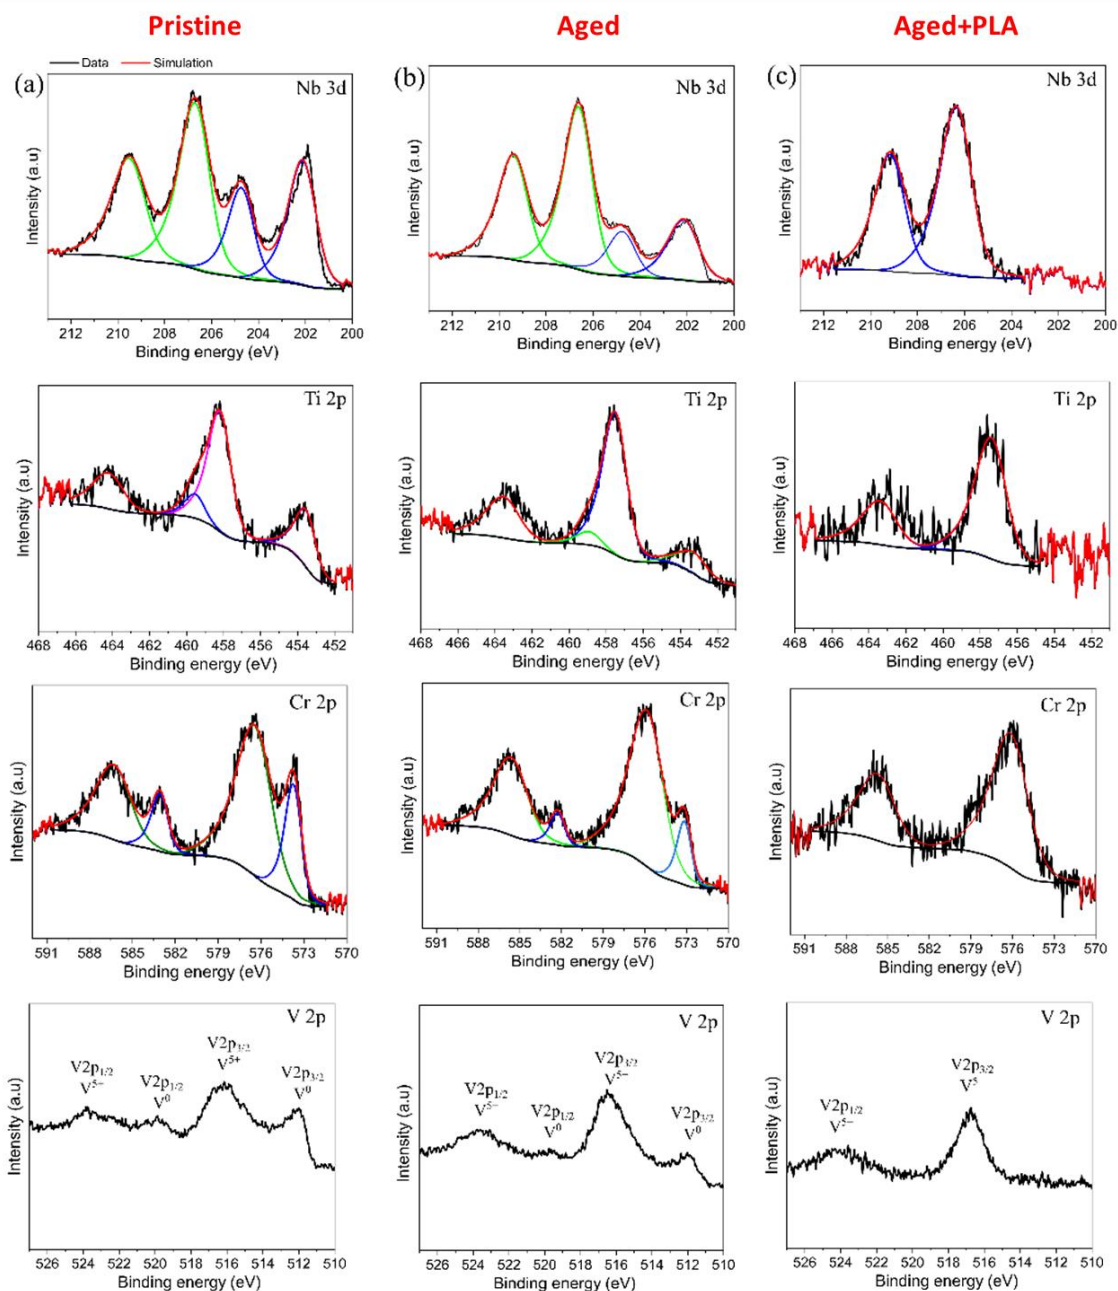 Pristine Aged Aged+PLA
Data Simulation
(a) Nb 3d
Intensity (a.u)
212 210 208 206 204 202 200
Binding energy (eV)
(b) Nb 3d
Intensity (a.u)
212 210 208 206 204 202 200
Binding energy (eV)
(c) Nb 3d
Intensity (a.u)
212 210 208 206 204 202 200
Binding energy (eV)
Ti 2p
Intensity (a.u)
468 466 464 462 460 458 456 454 452
Binding energy (eV)
Ti 2p
Intensity (a.u)
468 466 464 462 460 458 456 454 452
Binding energy (eV)
Ti 2p
Intensity (a.u)
468 466 464 462 460 458 456 454 452
Binding energy (eV)
Cr 2p
Intensity (a.u)
591 588 585 582 579 576 573 570
Binding energy (eV)
Cr 2p
Intensity (a.u)
591 588 585 582 579 576 573 570
Binding energy (eV)
Cr 2p
Intensity (a.u)
591 588 585 582 579 576 573 570
Binding energy (eV)
V 2p
V2p1/2
V5−
V2p1/2
V0
V2p3/2
V5+
V2p3/2
V0
Intensity (a.u)
526 524 522 520 518 516 514 512 510
Binding energy (eV)
V 2p
V2p1/2
V5−
V2p1/2
V0
V2p3/2
V5−
V2p3/2
V0
Intensity (a.u)
526 524 522 520 518 516 514 512 510
Binding energy (eV)
V 2p
V2p1/2
V5−
V2p3/2
V5
Intensity (a.u)
526 524 522 520 518 516 514 512 510
Binding energy (eV)